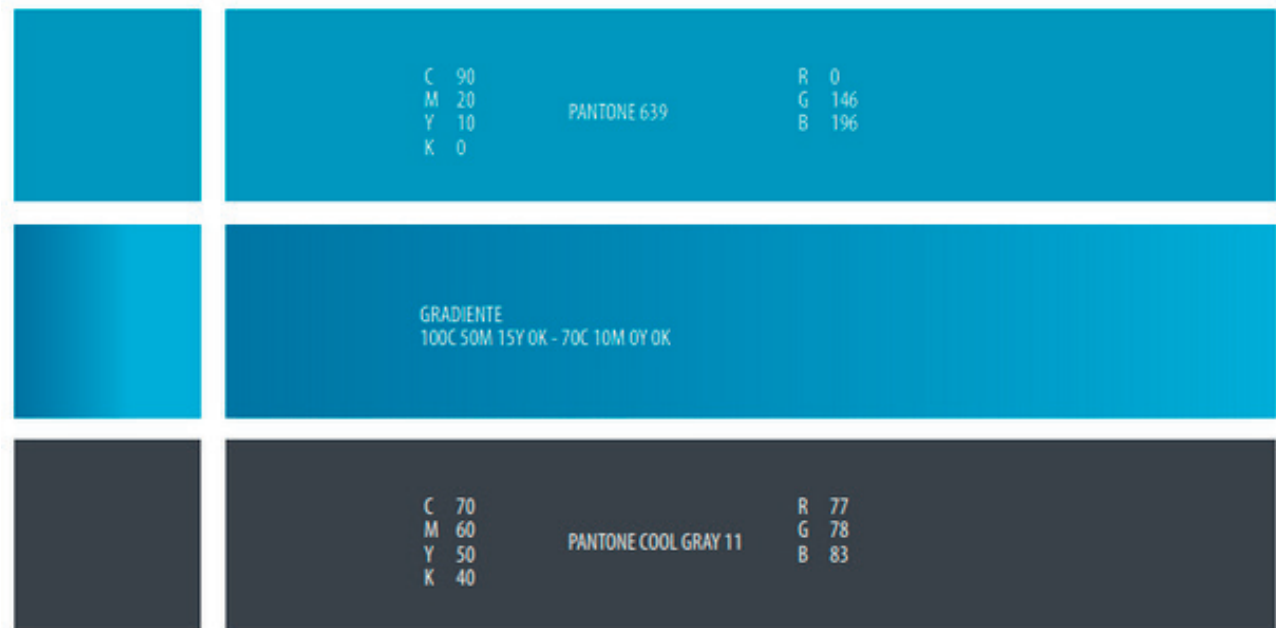 C 90
M 20
Y 10
K 0
PANTONE 639
R 0
G 146
B 196
GRADIENTE
100C 50M 15Y 0K - 70C 10M 0Y 0K
C 70
M 60
Y 50
K 40
PANTONE COOL GRAY 11
R 77
G 78
B 83